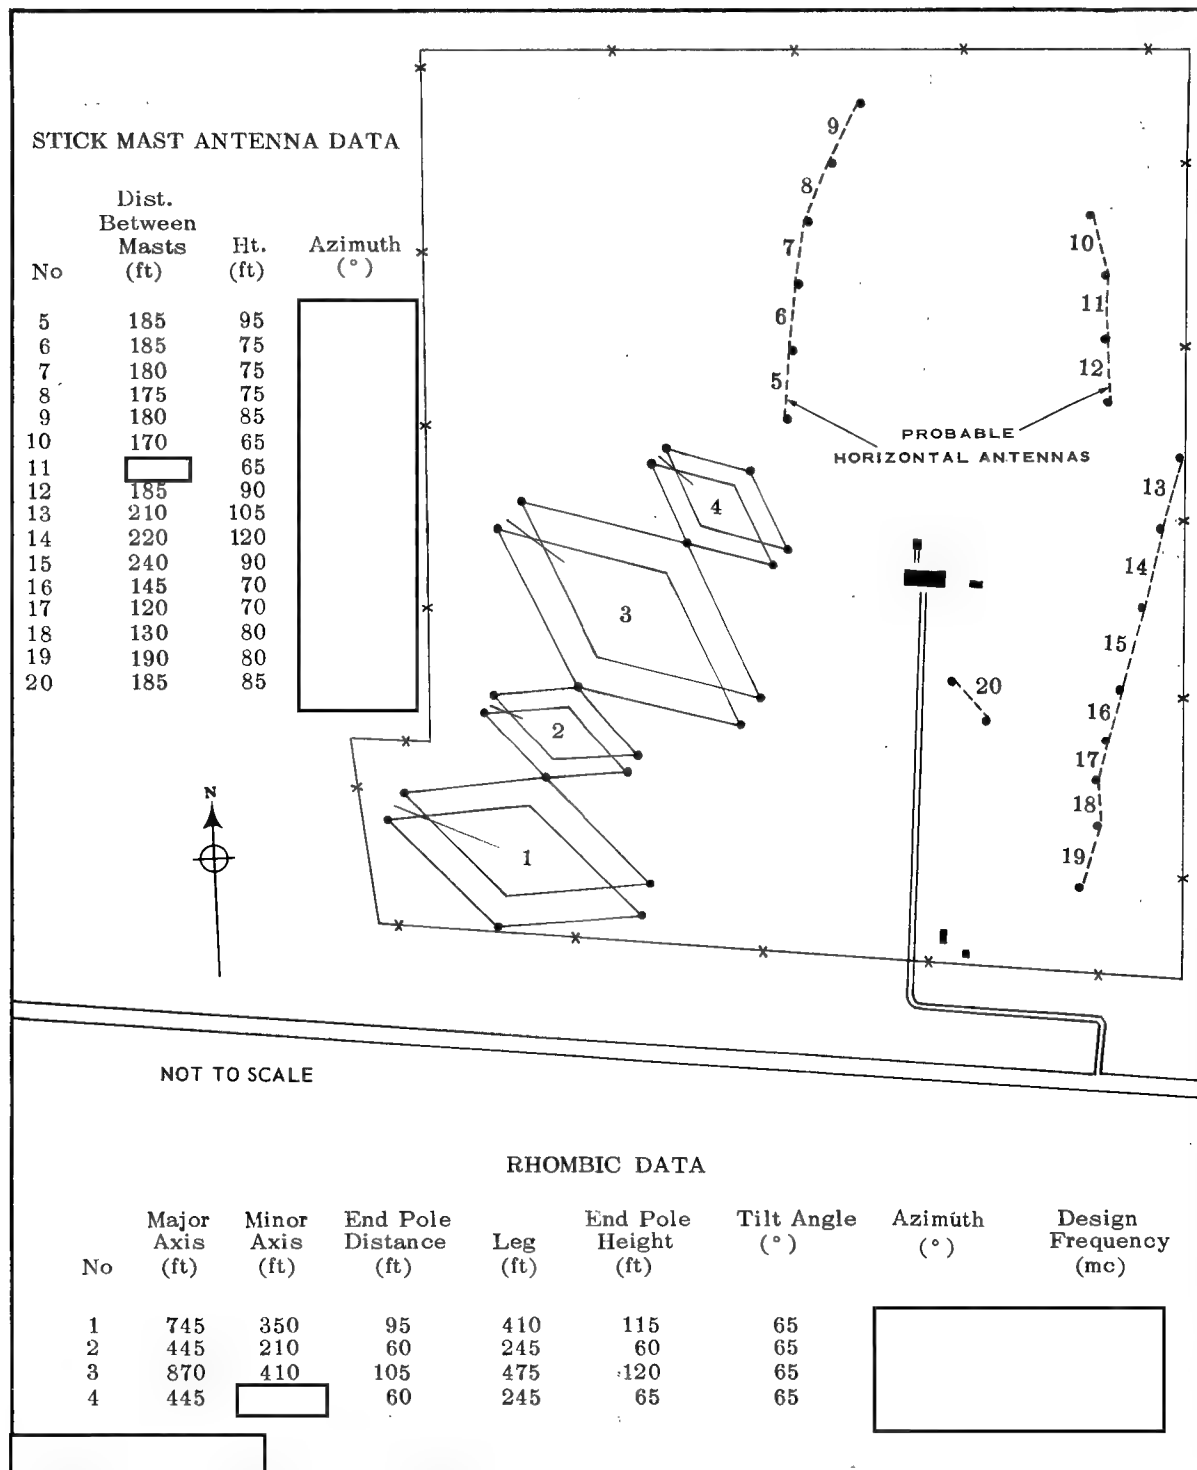 STICK MAST ANTENNA DATA
Dist.
Between
Masts Ht. Azimuth
No (ft) (ft) (°)
5 185 95
6 185 75
7 180 75
8 175 75
9 180 85
10 170 65
11 65
12 185 90
13 210 105
14 220 120
15 240 90
16 145 70
17 120 70
18 130 80
19 190 80
20 185 85
9
8
7
6
5
10
11
12
PROBABLE
HORIZONTAL ANTENNAS
13
14
15
16
17
18
19
20
4
3
2
1
N
NOT TO SCALE
RHOMBIC DATA
Major Minor End Pole End Pole Tilt Angle Azimuth Design
Axis Axis Distance Leg Height (°) (°) Frequency
No (ft) (ft) (ft) (ft) (ft) (mc)
1 745 350 95 410 115 65
2 445 210 60 245 60 65
3 870 410 105 475 120 65
4 445 60 245 65 65